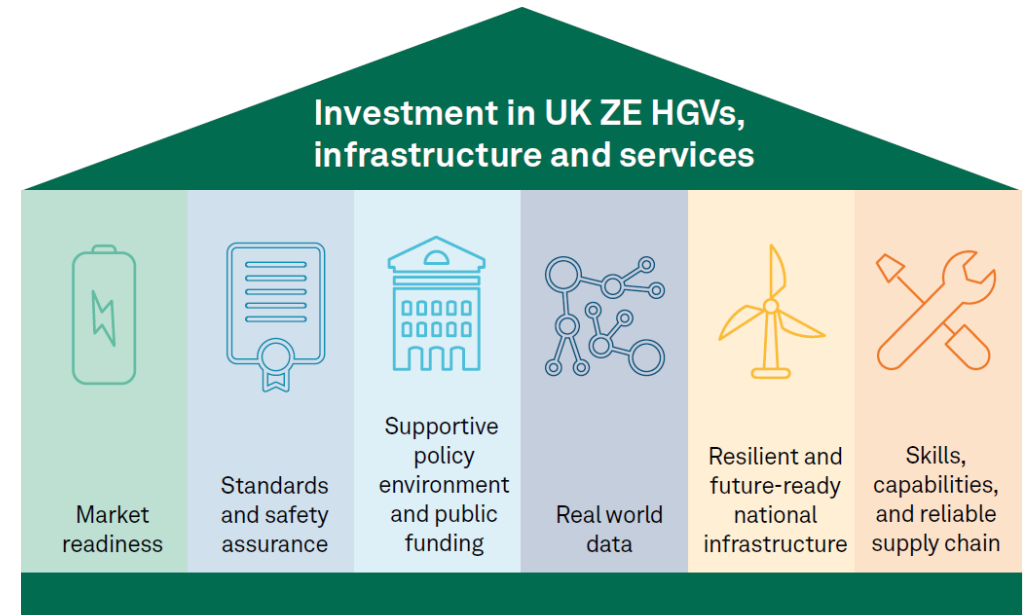 Investment in UK ZE HGVs,
infrastructure and services
Market
readiness
Standards
and safety
assurance
Supportive
policy
environment
and public
funding
Real world
data
Resilient and
future-ready
national
infrastructure
Skills,
capabilities,
and reliable
supply chain